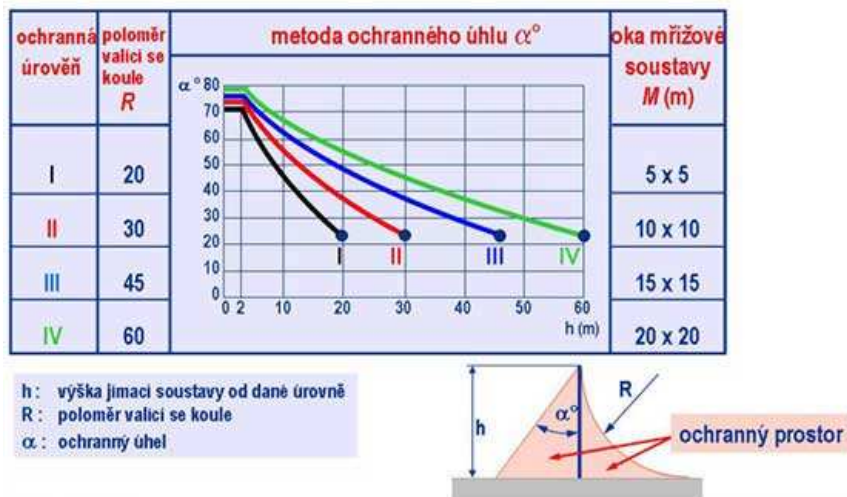 ochranná úrověň
poloměr valící se koule R
metoda ochranného úhlu α°
oka mřížové soustavy M (m)
I
20
5 x 5
II
30
10 x 10
III
45
15 x 15
IV
60
20 x 20
α° 80
70
60
50
40
30
20
10
0
I
II
III
IV
0 2 10 20 30 40 50 60
h (m)
h : výška jímací soustavy od dané úrovně
R : poloměr valící se koule
α : ochranný úhel
h
α°
R
ochranný prostor